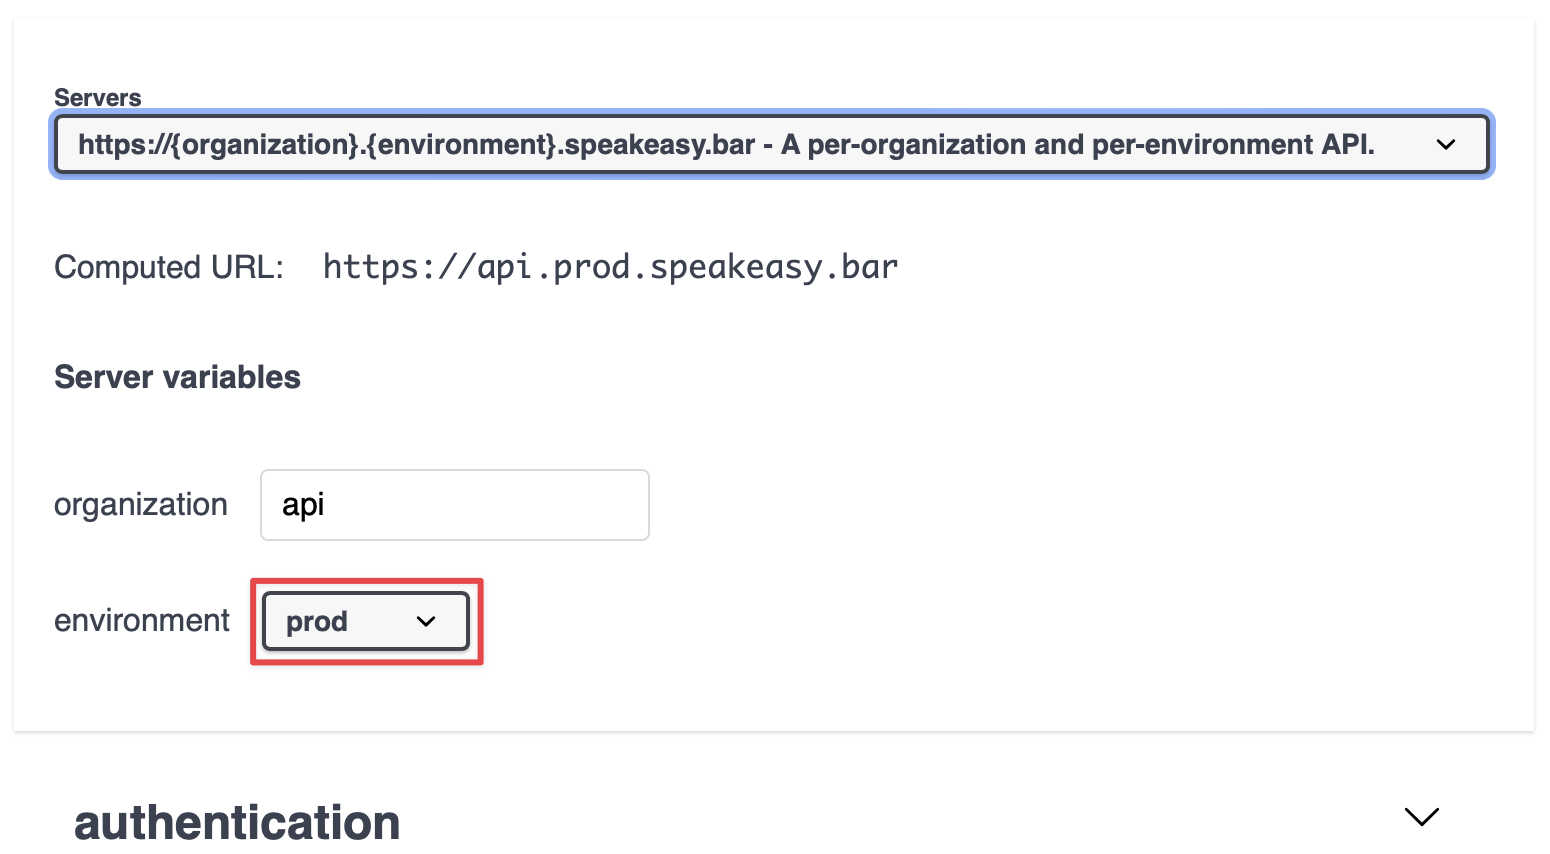 Servers
https://{organization}.{environment}.speakeasy.bar - A per-organization and per-environment API.
Computed URL: https://api.prod.speakeasy.bar
Server variables
organization api
environment prod
authentication